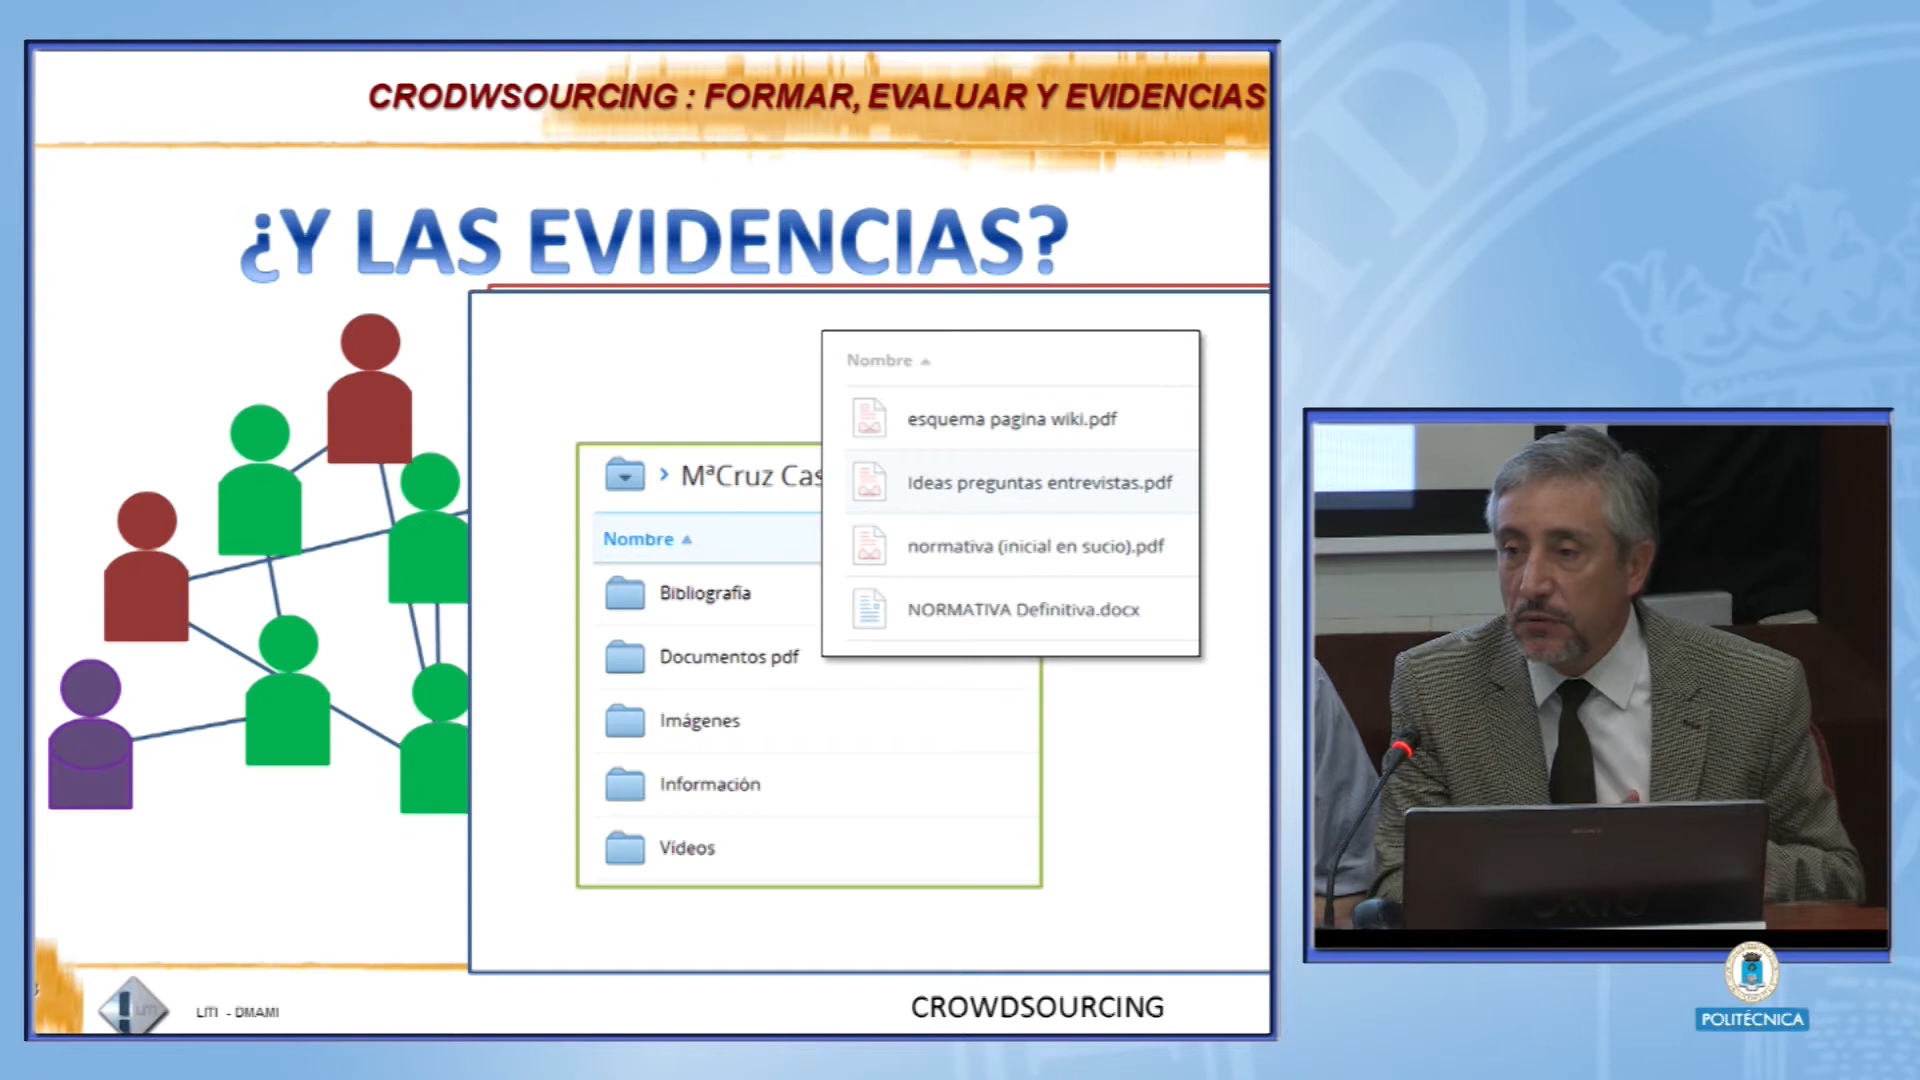 CRODWSOURCING : FORMAR, EVALUAR Y EVIDENCIAS
¿Y LAS EVIDENCIAS?
Nombre
esquema pagina wiki.pdf
Ideas preguntas entrevistas.pdf
normativa (inicial en sucio).pdf
NORMATIVA Definitiva.docx
> MªCruz Cas
Nombre
Bibliografía
Documentos pdf
Imágenes
Información
Vídeos
LITI - DMAMI
CROWDSOURCING
POLITÉCNICA